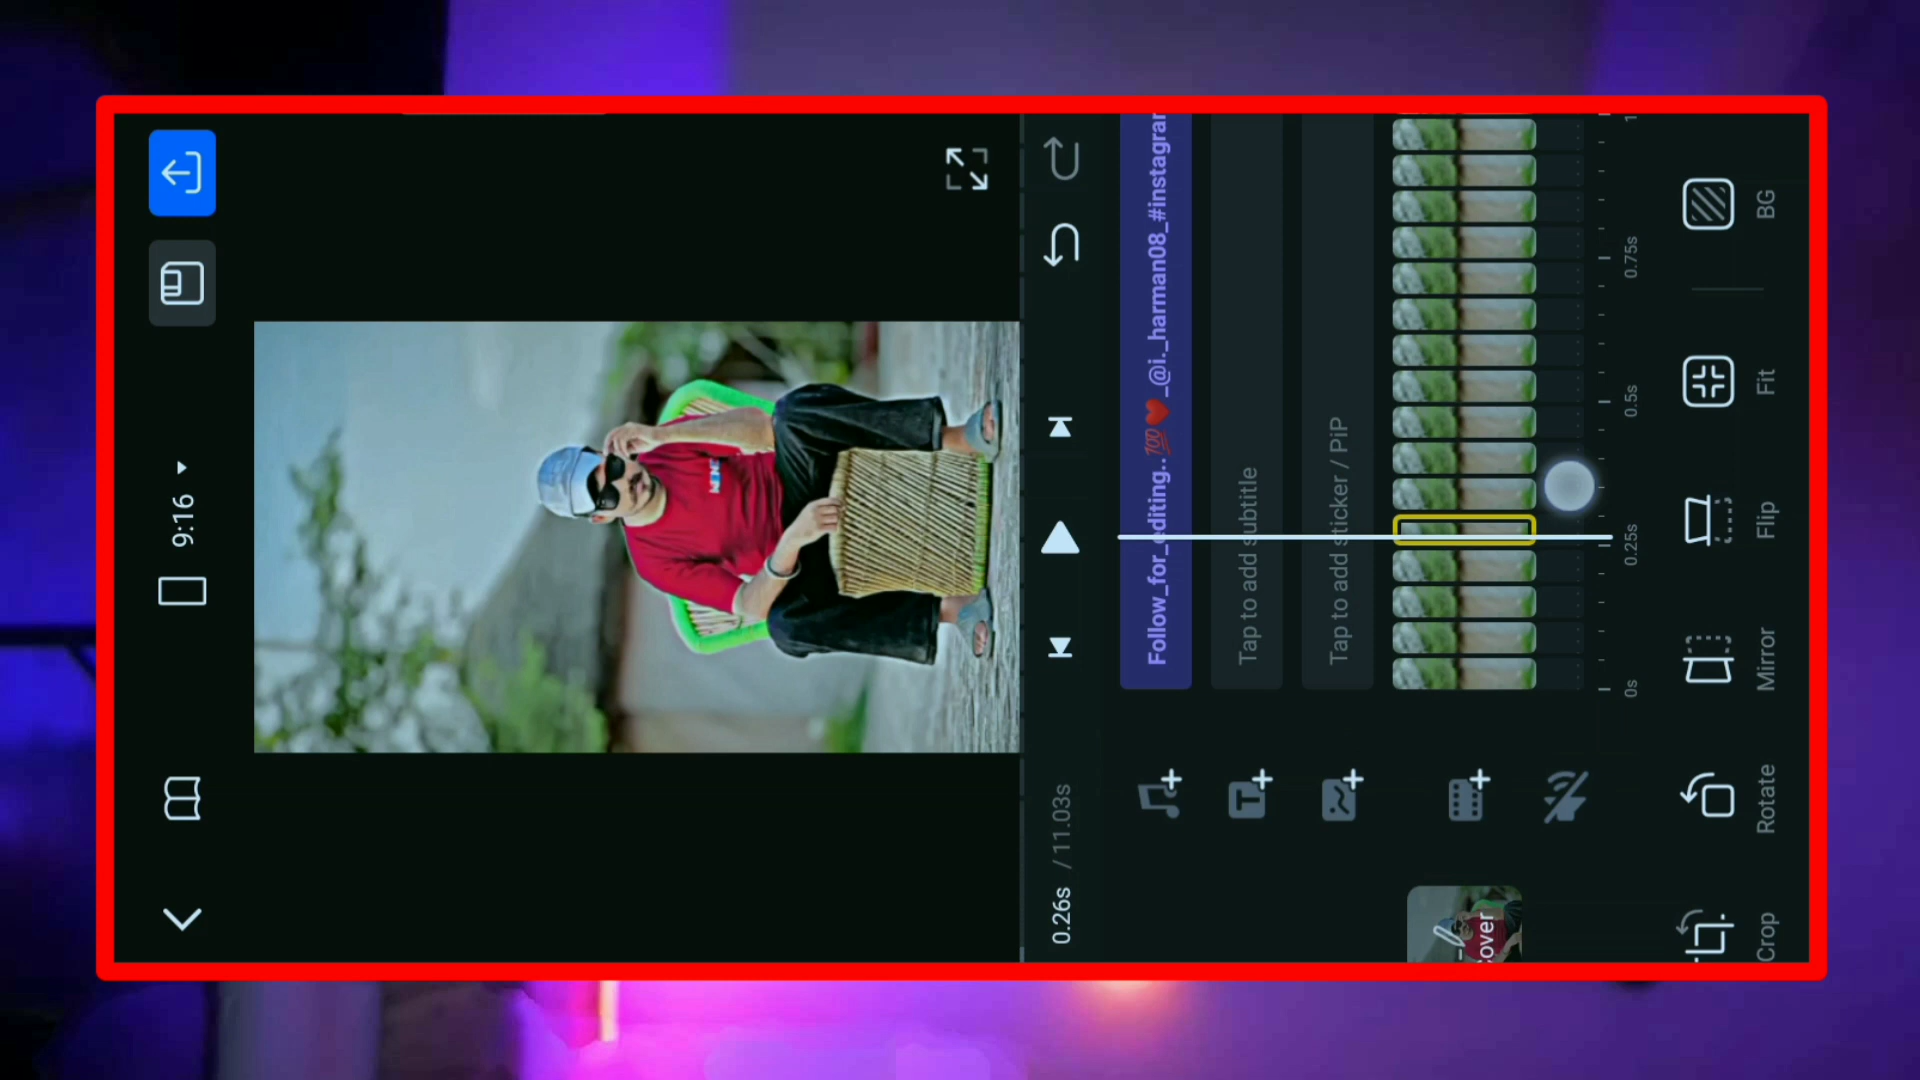 9:16
0.26s / 11.03s
Follow_for_editing..💯❤️_@i._harman08_#instagrar
Tap to add subtitle
Tap to add sticker / PiP
over
0s
0.25s
0.5s
0.75s
1
Crop
Rotate
Mirror
Flip
Fit
BG